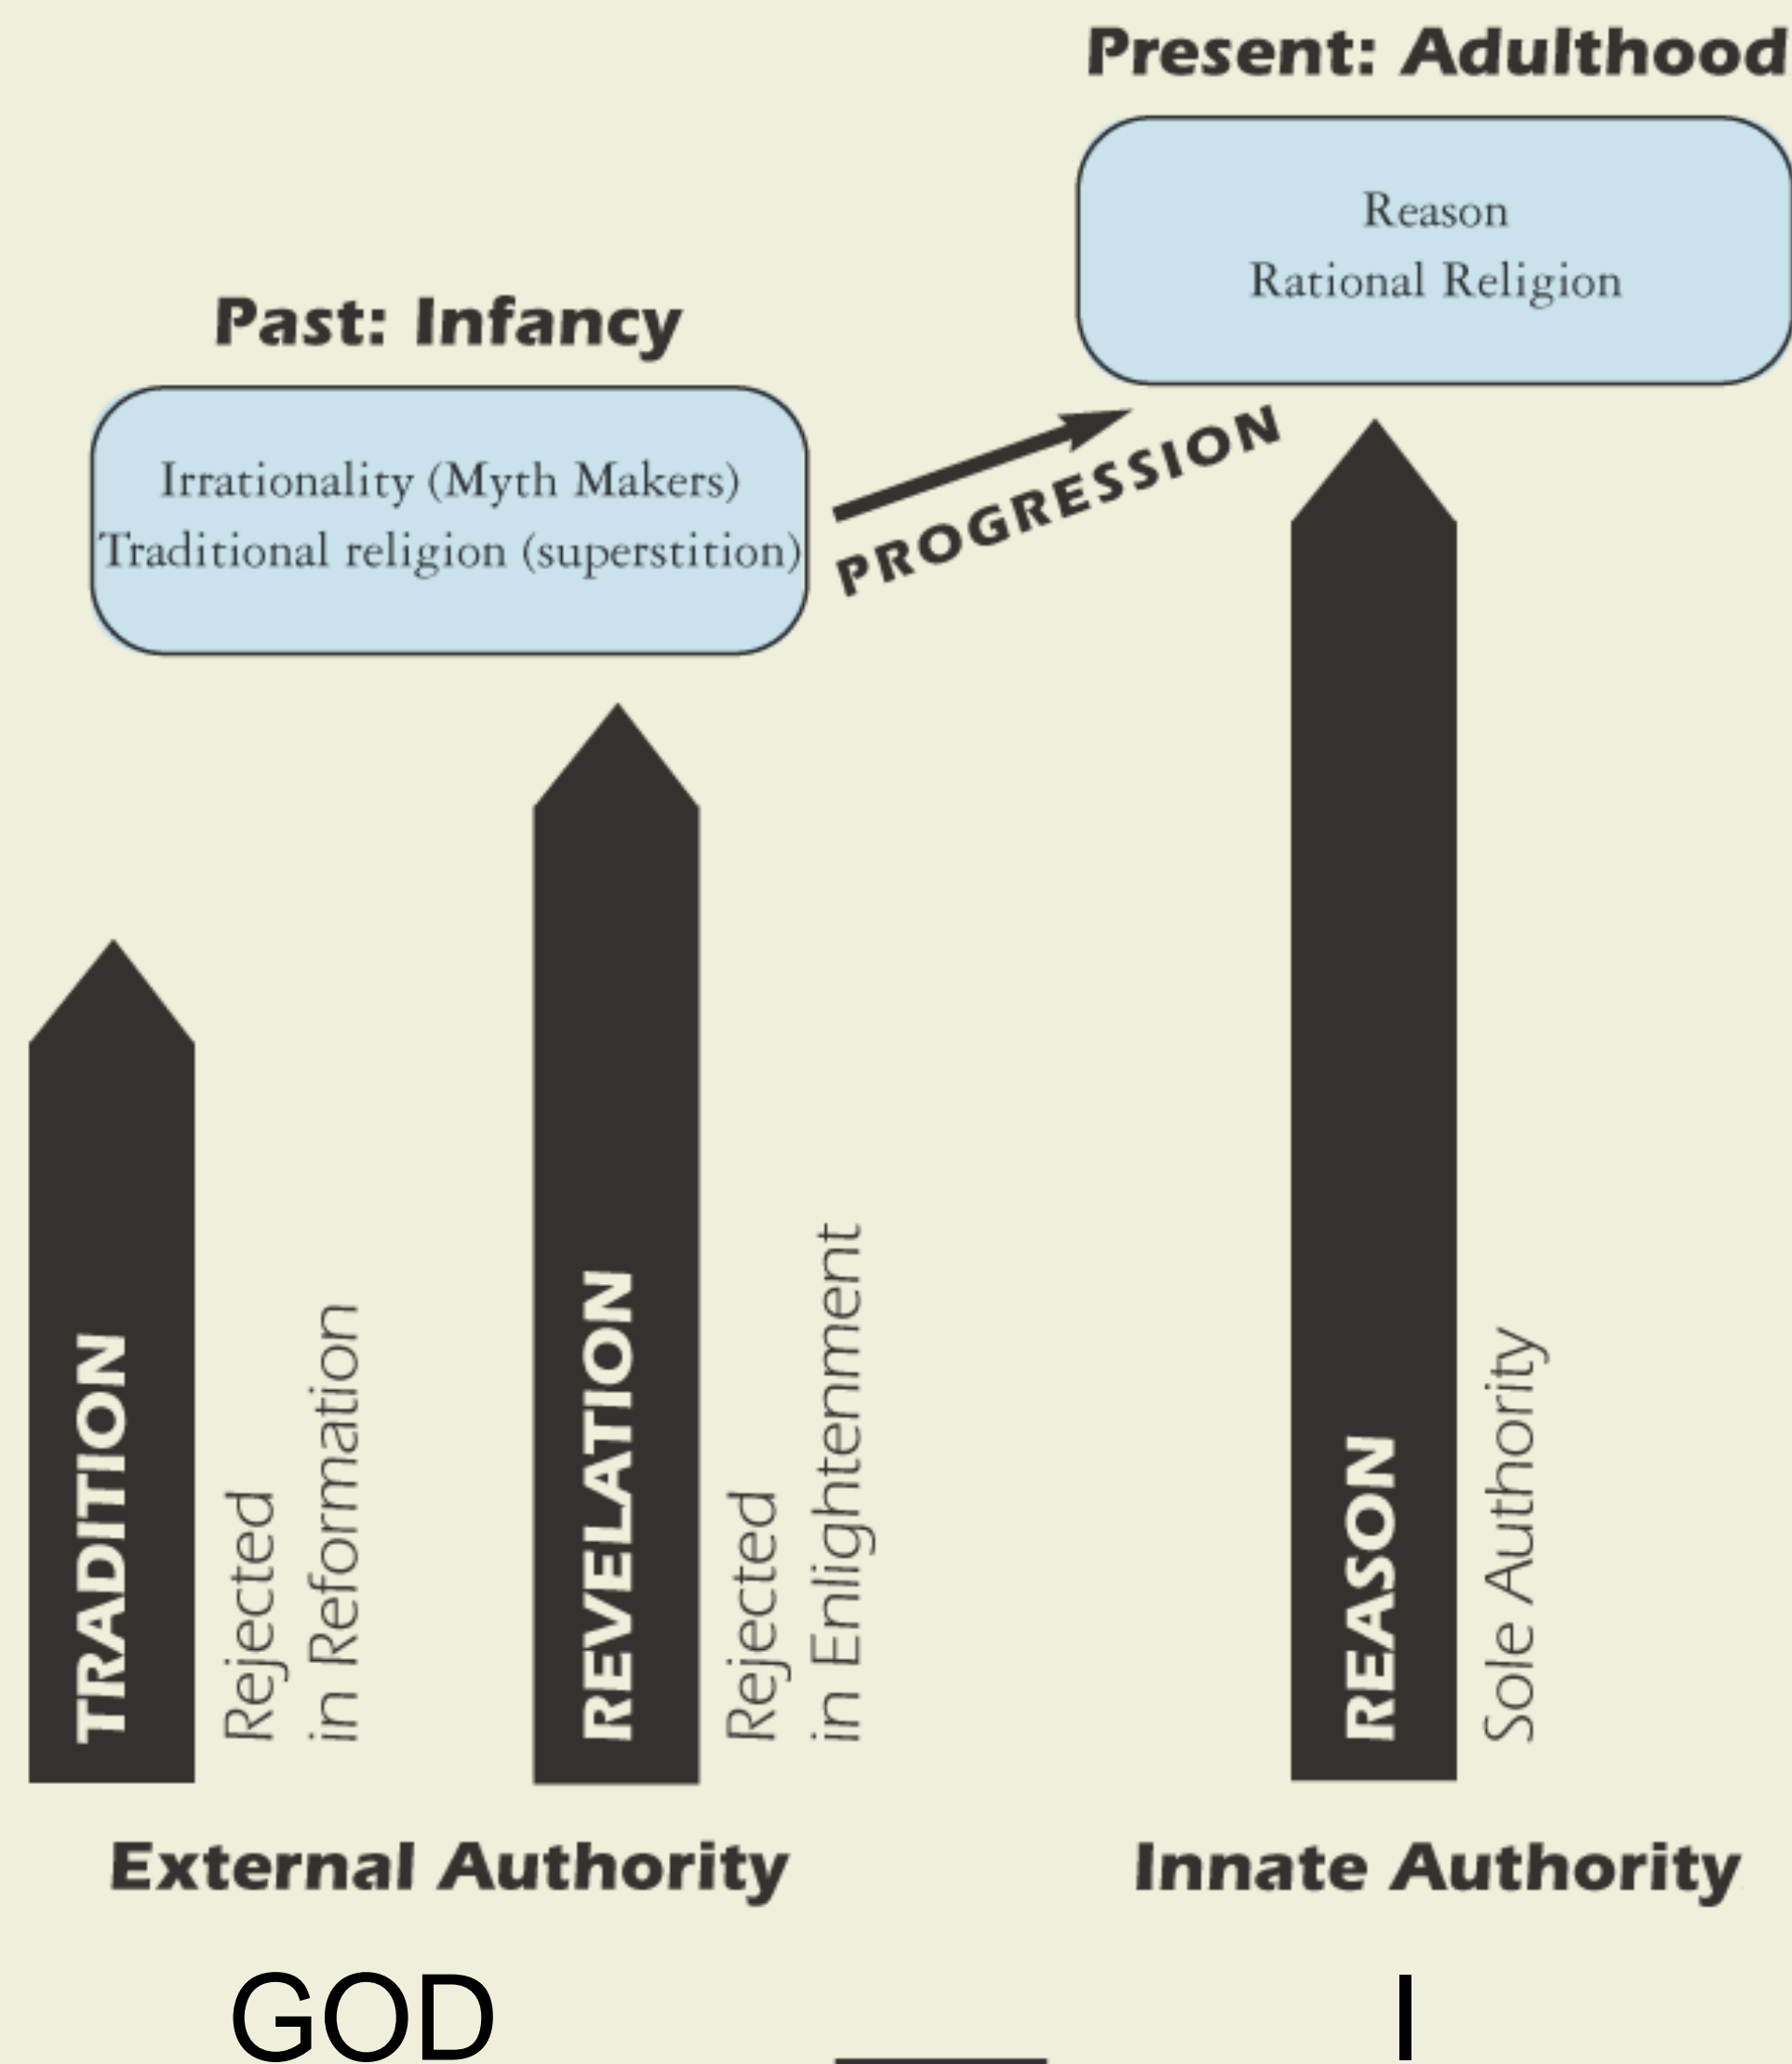 Present: Adulthood
Reason
Rational Religion
Past: Infancy
Irrationality (Myth Makers)
Traditional religion (superstition)
PROGRESSION
TRADITION
Rejected
in Reformation
REVELATION
Rejected
in Enlightenment
REASON
Sole Authority
External Authority
Innate Authority
GOD
I